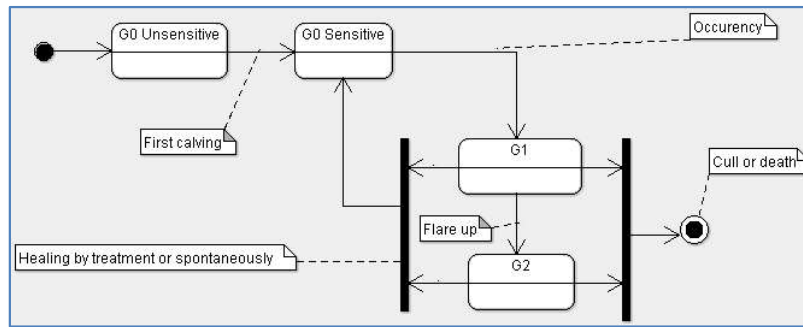 G0 Unsensitive
G0 Sensitive
Occurency
First calving
G1
Cull or death
Flare up
Healing by treatment or spontaneously
G2